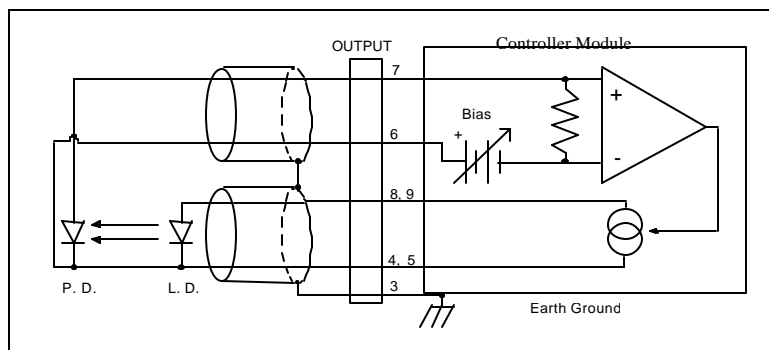 OUTPUT
Controller Module
7
Bias
+
+
6
-
8, 9
4, 5
P. D.
L. D.
3
Earth Ground